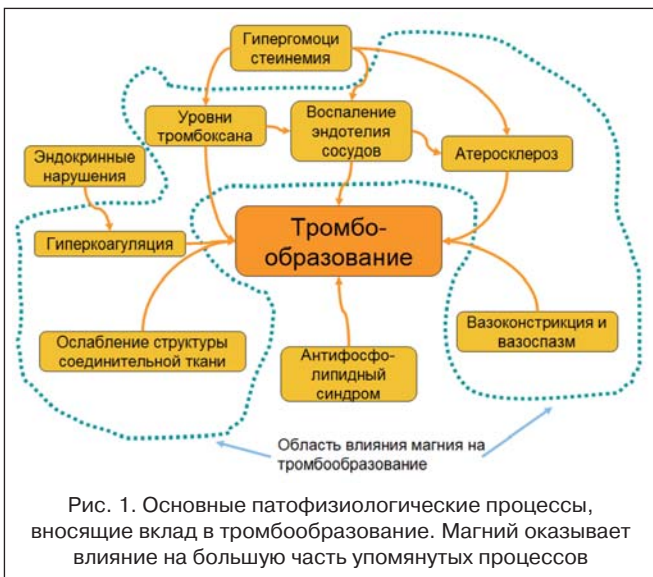 Гипергомоци
стеинемия
Уровни
тромбоксана
Воспаление
эндотелия
сосудов
Атеросклероз
Эндокринные
нарушения
Гиперкоагуляция
Тромбо-
образование
Ослабление структуры
соединительной ткани
Антифосфо-
липидный
синдром
Вазоконстрикция и
вазоспазм
Область влияния магния на
тромбообразование
Рис. 1. Основные патофизиологические процессы,
вносящие вклад в тромбообразование. Магний оказывает
влияние на большую часть упомянутых процессов